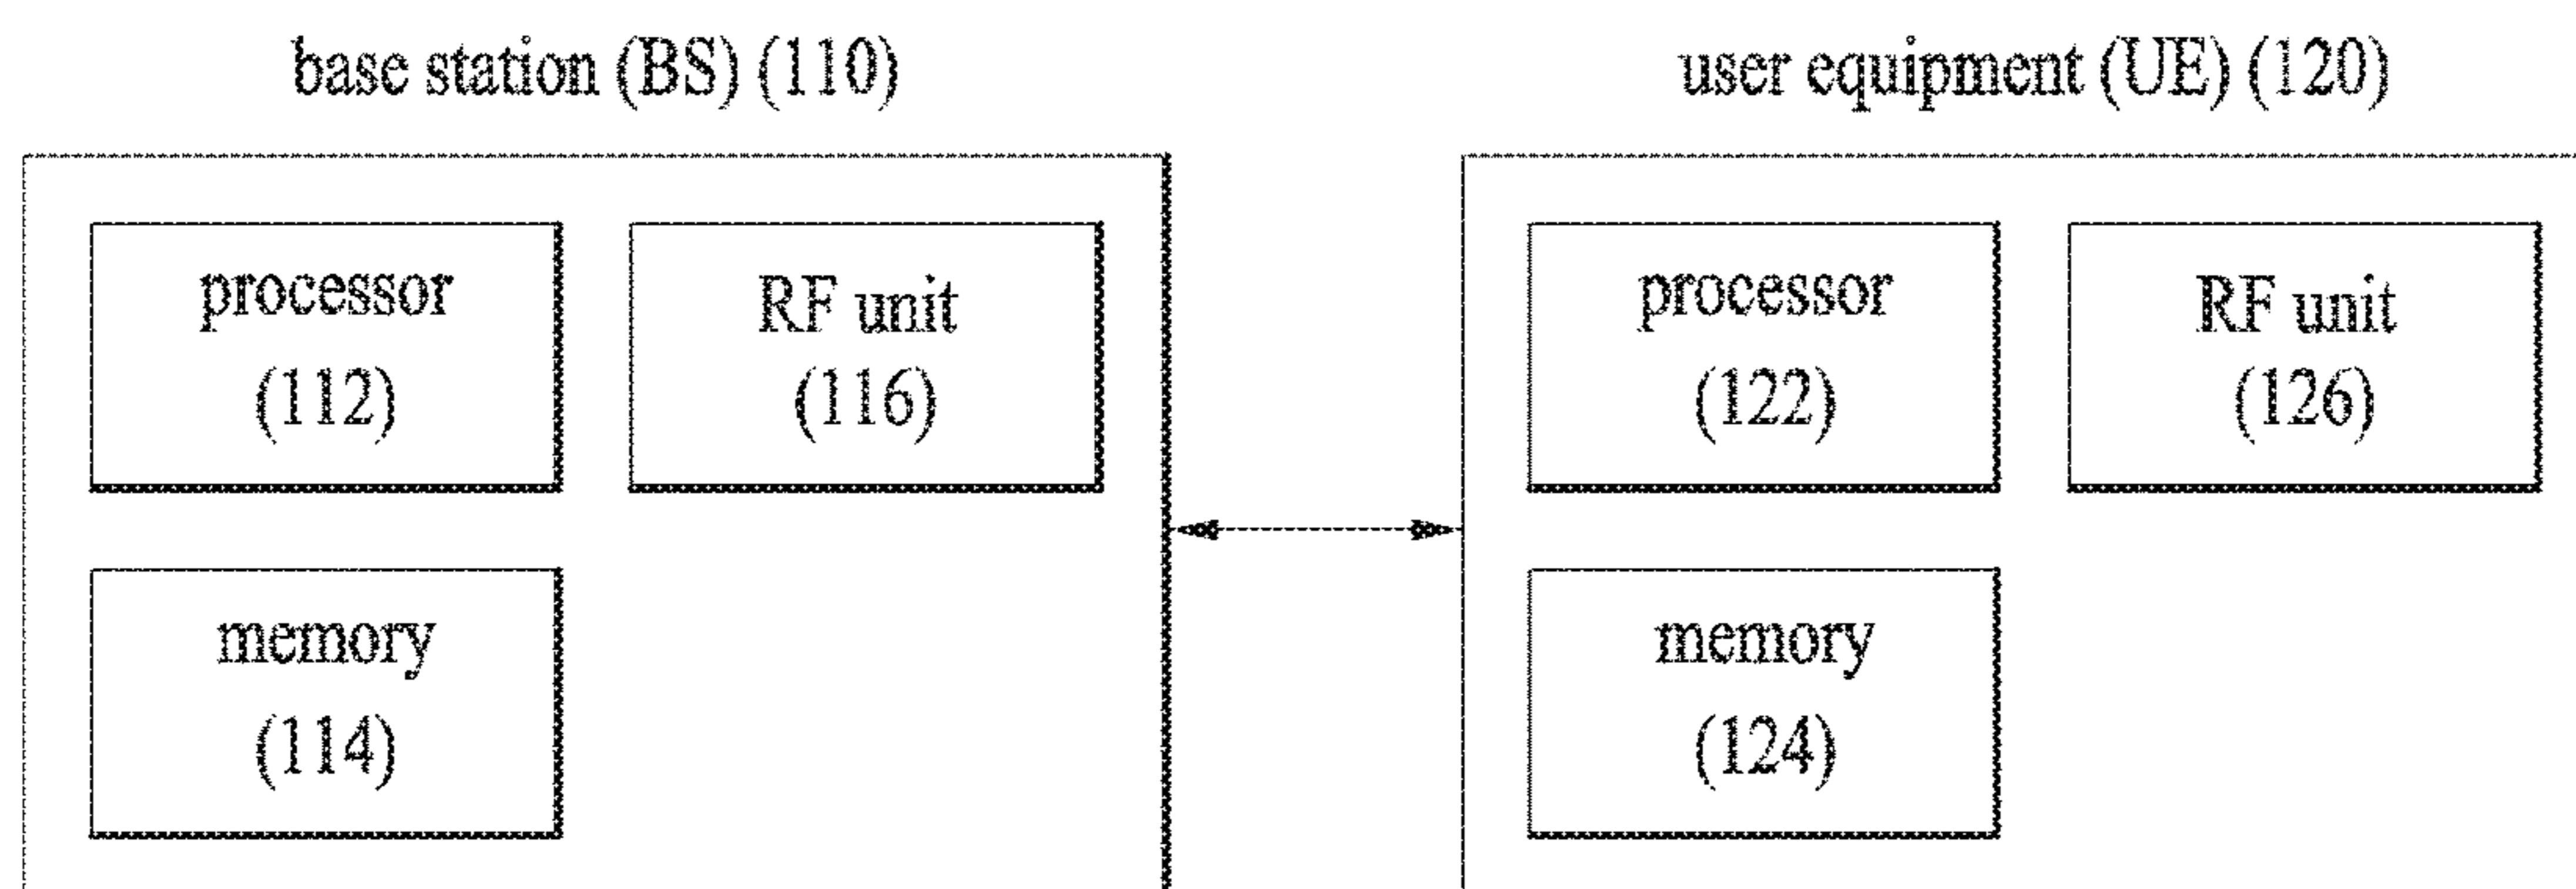 base station (BS) (110)
processor
(112)
RF unit
(116)
memory
(114)
user equipment (UE) (120)
processor
(122)
RF unit
(126)
memory
(124)